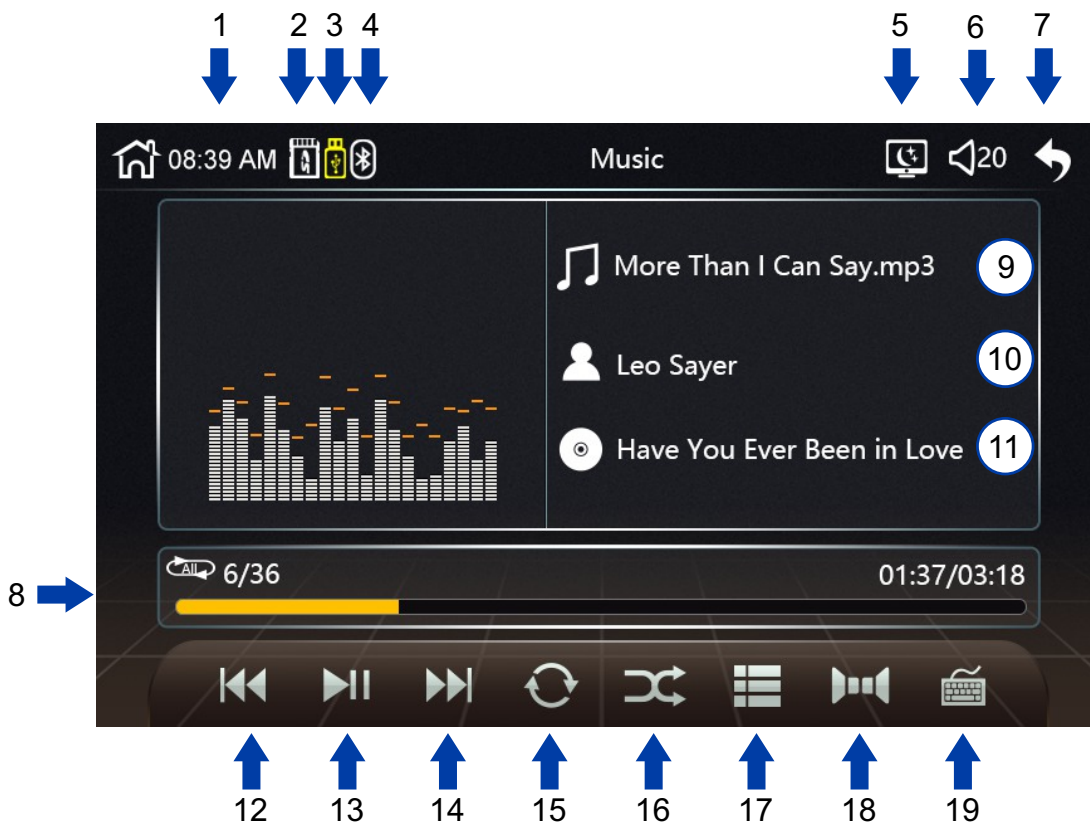 1 2 3 4 5 6 7
08:39 AM Music 20
More Than I Can Say.mp3 9
Leo Sayer 10
Have You Ever Been in Love 11
All 6/36 01:37/03:18
8
12 13 14 15 16 17 18 19